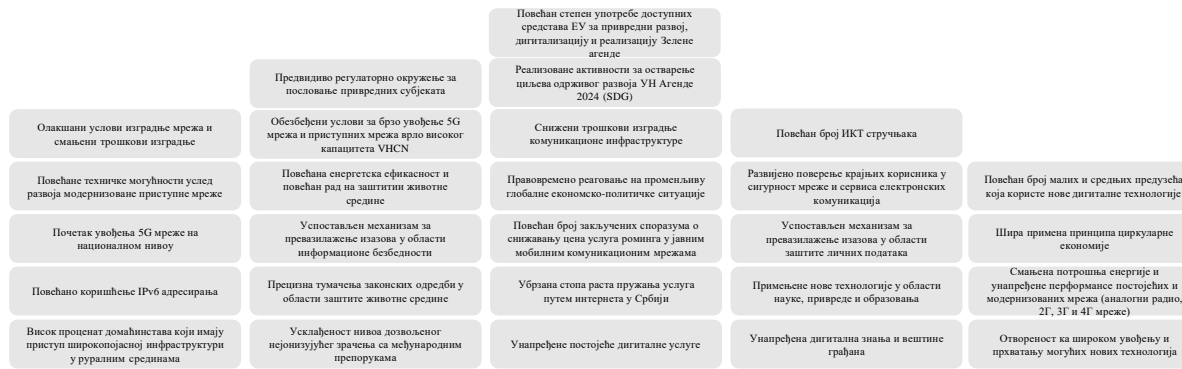 Повећан степен употребе доступних
средстава ЕУ за привредни развој,
дигитализацију и реализацију Зелене
агенде
Предвидиво регулаторно окружење за
пословање привредних субјеката
Реализоване активности за остварење
циљева одрживог развоја УН Агенде
2024 (SDG)
Олакшани услови изградње мрежа и
смањени трошкови изградње
Обезбеђени услови за брзо увођење 5G
мрежа и приступних мрежа врло високог
капацитета VHCN
Снижени трошкови изградње
комуникационе инфраструктуре
Повећан број ИКТ стручњака
Повећане техничке могућности услед
развоја модернизоване приступне мреже
Повећана енергетска ефикасност и
повећан рад на заштитии животне
средине
Правовремено реаговање на променљиву
глобалне економско-политичке ситуације
Развијено поверење крајњих корисника у
сигурност мреже и сервиса електронских
комуникација
Повећан број малих и средњих предузећа
која користе нове дигиталне технологије
Почетак увођења 5G мреже на
националном нивоу
Успостављен механизам за
превазилажење изазова у области
информационе безбедности
Повећан број закључених споразума о
снижавању цена услуга роминга у јавним
мобилним комуникационим мрежама
Успостављен механизам за
превазилажење изазова у области
заштите личних података
Шира примена принципа циркуларне
економије
Повећано коришћење IPv6 адресирања
Прецизна тумачења законских одредби у
области заштите животне средине
Убрзана стопа раста пружања услуга
путем интернета у Србији
Примењене нове технологије у области
науке, привреде и образовања
Смањена потрошња енергије и
унапређене перформансе постојећих и
модернизованих мрежа (аналогни радио,
2Г, 3Г и 4Г мреже)
Висок проценат домаћинстава који имају
приступ широкопојасној инфраструктури
у руралним срединама
Усклађеност нивоа дозвољеног
нејонизујућег зрачења са међународним
препорукама
Унапређене постојеће дигиталне услуге
Унапређена дигитална знања и вештине
грађана
Отвореност ка широком увођењу и
прхватању могућих нових технологија